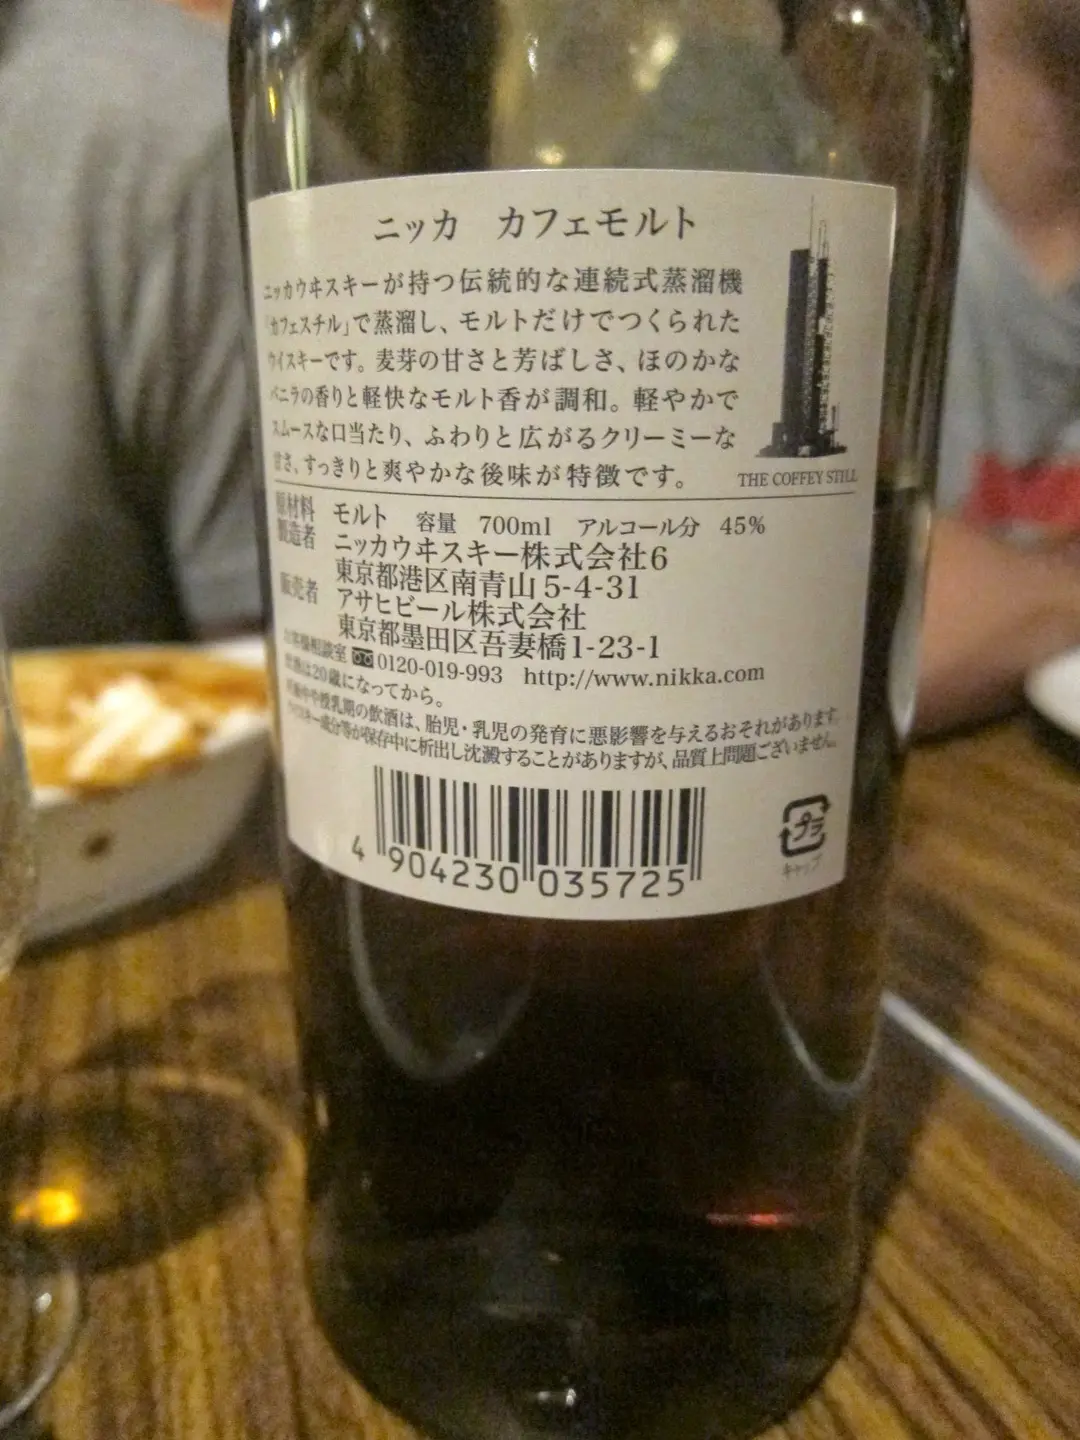 ニッカ カフェモルト
ニッカウヰスキーが持つ伝統的な連続式蒸溜機
「カフェスチル」で蒸溜し、モルトだけでつくられた
ウイスキーです。麦芽の甘さと芳ばしさ、ほのかな
バニラの香りと軽快なモルト香が調和。軽やかで
スムースな口当たり、ふわりと広がるクリーミーな
甘さ、すっきりと爽やかな後味が特徴です。
THE COFFEY STILL
原材料 モルト 容量 700ml アルコール分 45%
製造者 ニッカウヰスキー株式会社6
東京都港区南青山5-4-31
販売者 アサヒビール株式会社
東京都墨田区吾妻橋1-23-1
お客様相談室 0120-019-993 http://www.nikka.com
飲酒は20歳になってから。
妊娠中や授乳期の飲酒は、胎児・乳児の発育に悪影響を与えるおそれがあります。
ウイスキー成分等が保存中に析出し沈澱することがありますが、品質上問題ございません。
4 904230 035725
プラ
キャップ